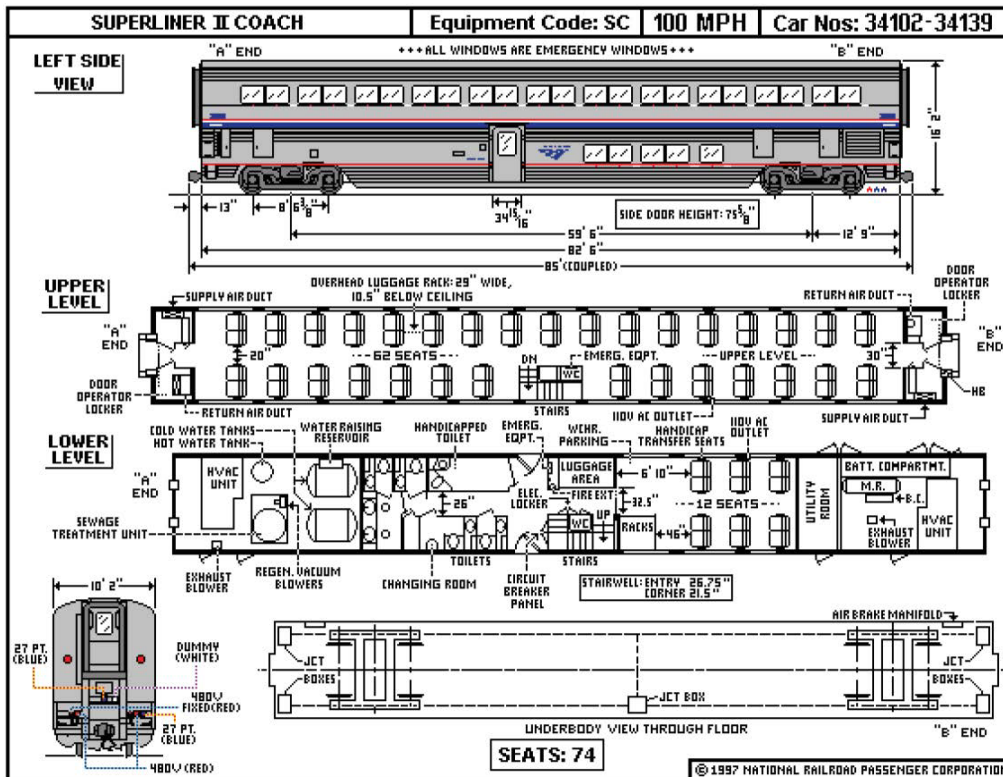 SUPERLINER II COACH
Equipment Code: SC
100 MPH
Car Nos: 34102-34139
"A" END
+++ALL WINDOWS ARE EMERGENCY WINDOWS+++
"B" END
LEFT SIDE
VIEW
16' 2"
13"
8' 6 3/8"
34 15/16"
SIDE DOOR HEIGHT: 75 5/8"
59' 6"
12' 9"
82' 6"
85' (COUPLED)
UPPER
LEVEL
SUPPLY AIR DUCT
OVERHEAD LUGGAGE RACK: 29" WIDE,
10.5" BELOW CEILING
RETURN AIR DUCT
DOOR
OPERATOR
LOCKER
"A"
END
20"
62 SEATS
DN
EMERG. EQPT.
WC
UPPER LEVEL
30"
"B"
END
DOOR
OPERATOR
LOCKER
RETURN AIR DUCT
STAIRS
110V AC OUTLET
SUPPLY AIR DUCT
HB
LOWER
LEVEL
COLD WATER TANKS
HOT WATER TANK
WATER RAISING
RESERVOIR
HANDICAPPED
TOILET
EMERG.
EQPT.
WCHR.
PARKING
HANDICAP
TRANSFER SEATS
110V AC
OUTLET
"A"
END
HVAC
UNIT
LUGGAGE
AREA
6' 10"
BATT. COMPARTMT.
M.R.
B.C.
26"
ELEC.
LOCKER
FIRE EXT.
32.5"
12 SEATS
UTILITY
ROOM
SEWAGE
TREATMENT UNIT
WC
UP
RACKS
46"
EXHAUST
BLOWER
HVAC
UNIT
EXHAUST
BLOWER
REGEN. VACUUM
BLOWERS
CHANGING ROOM
TOILETS
CIRCUIT
BREAKER
PANEL
STAIRS
STAIRWELL: ENTRY 26.75"
CORNER 21.5"
10' 2"
27 PT.
(BLUE)
DUMMY
(WHITE)
480V
FIXED (RED)
27 PT.
(BLUE)
480V (RED)
AIR BRAKE MANIFOLD
JCT
BOXES
JCT BOX
JCT
BOXES
UNDERBODY VIEW THROUGH FLOOR
"B" END
SEATS: 74
© 1997 NATIONAL RAILROAD PASSENGER CORPORATION